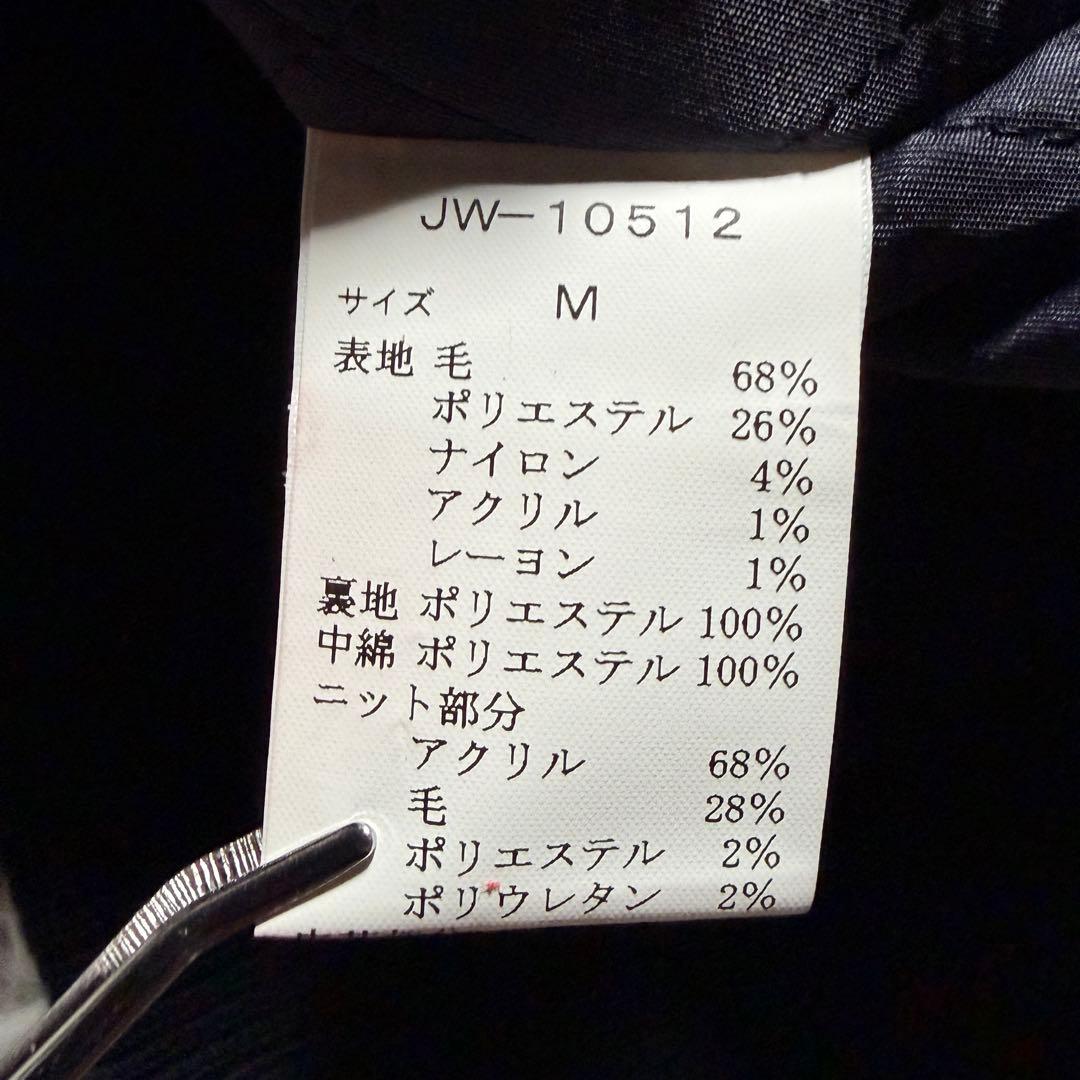 JW-10512
サイズ M
表地 毛 68%
ポリエステル 26%
ナイロン 4%
アクリル 1%
レーヨン 1%
裏地 ポリエステル 100%
中綿 ポリエステル 100%
ニット部分
アクリル 68%
毛 28%
ポリエステル 2%
ポリウレタン 2%